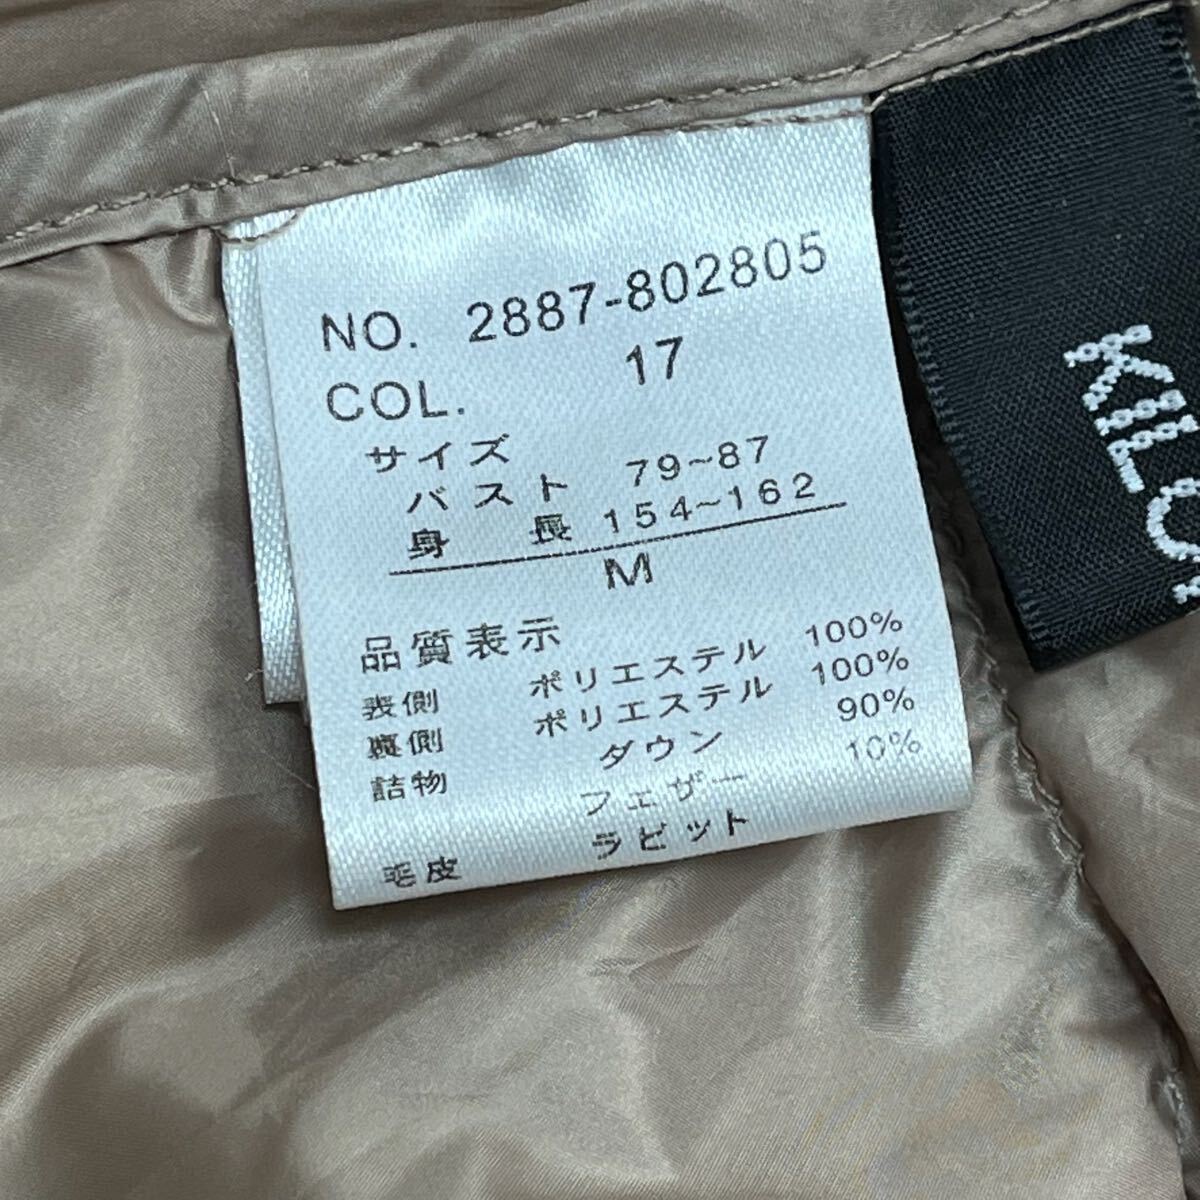 NO. 2887-802805
COL. 17
サイズ
バスト 79~87
身長 154~162
M
品質表示
表側 ポリエステル 100%
裏側 ポリエステル 100%
詰物 ダウン 90%
フェザー 10%
毛皮 ラビット